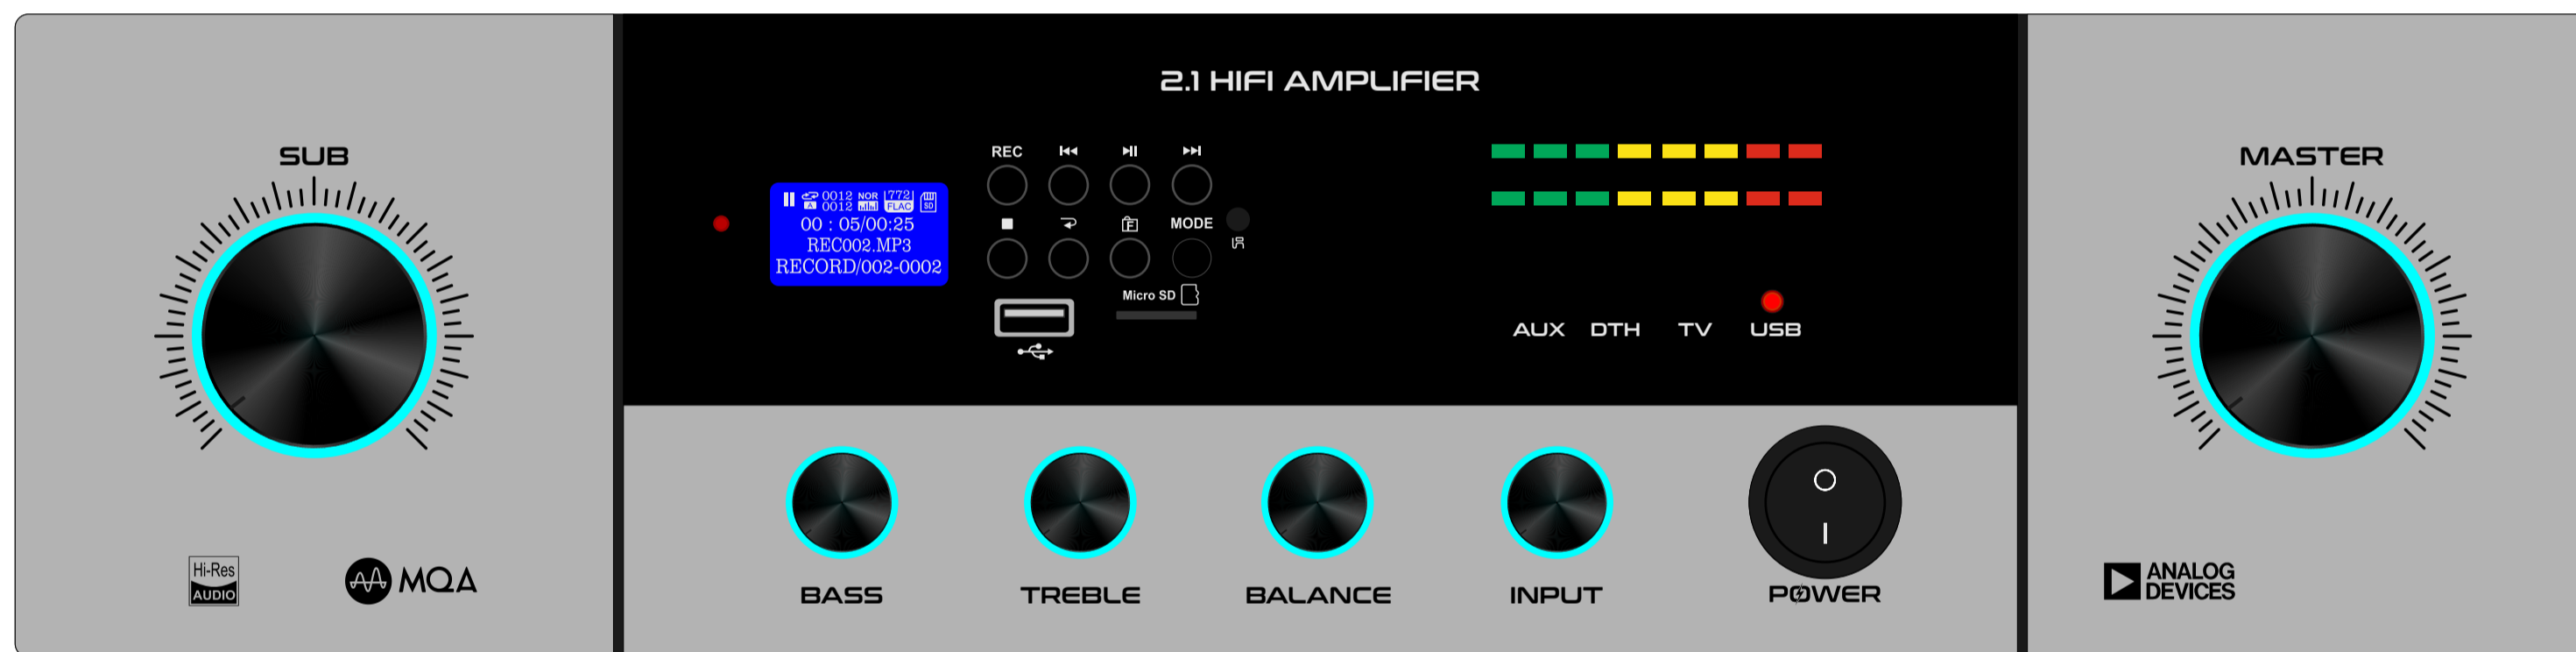 2.1 HIFI AMPLIFIER
SUB
REC
MODE
0012 NOR 772
A 0012 FLAC SD
00 : 05/00:25
REC002.MP3
RECORD/002-0002
Micro SD
AUX DTH TV USB
MASTER
BASS TREBLE BALANCE INPUT POWER
Hi-Res
AUDIO
MQA
ANALOG
DEVICES